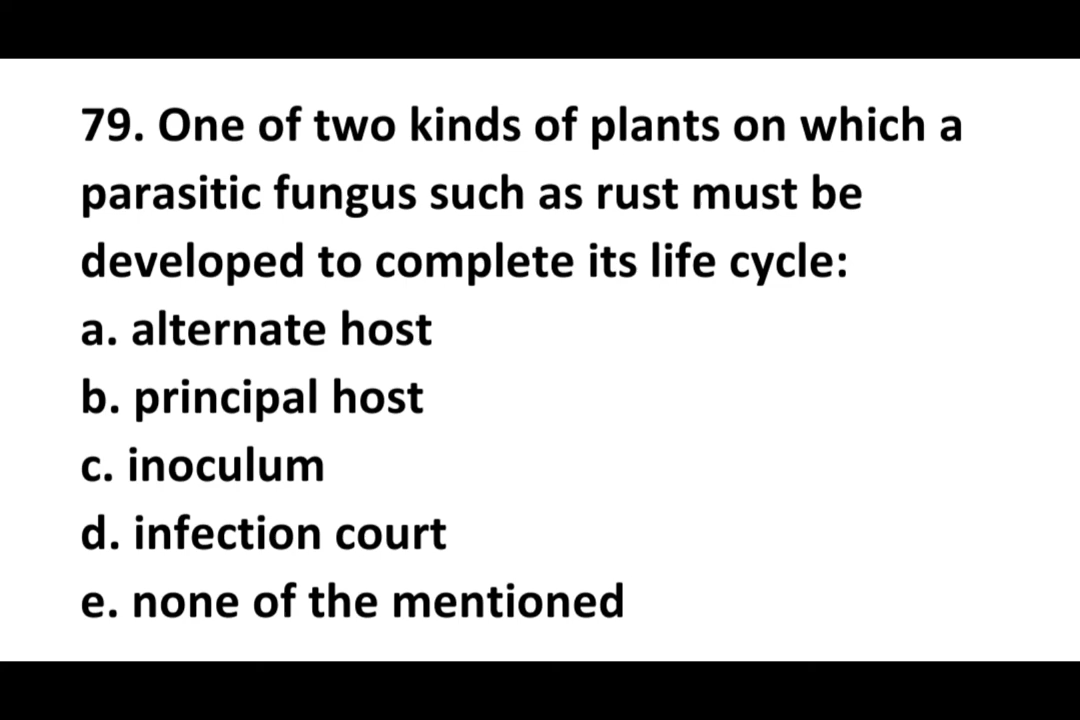 79. One of two kinds of plants on which a
parasitic fungus such as rust must be
developed to complete its life cycle:
a. alternate host
b. principal host
c. inoculum
d. infection court
e. none of the mentioned